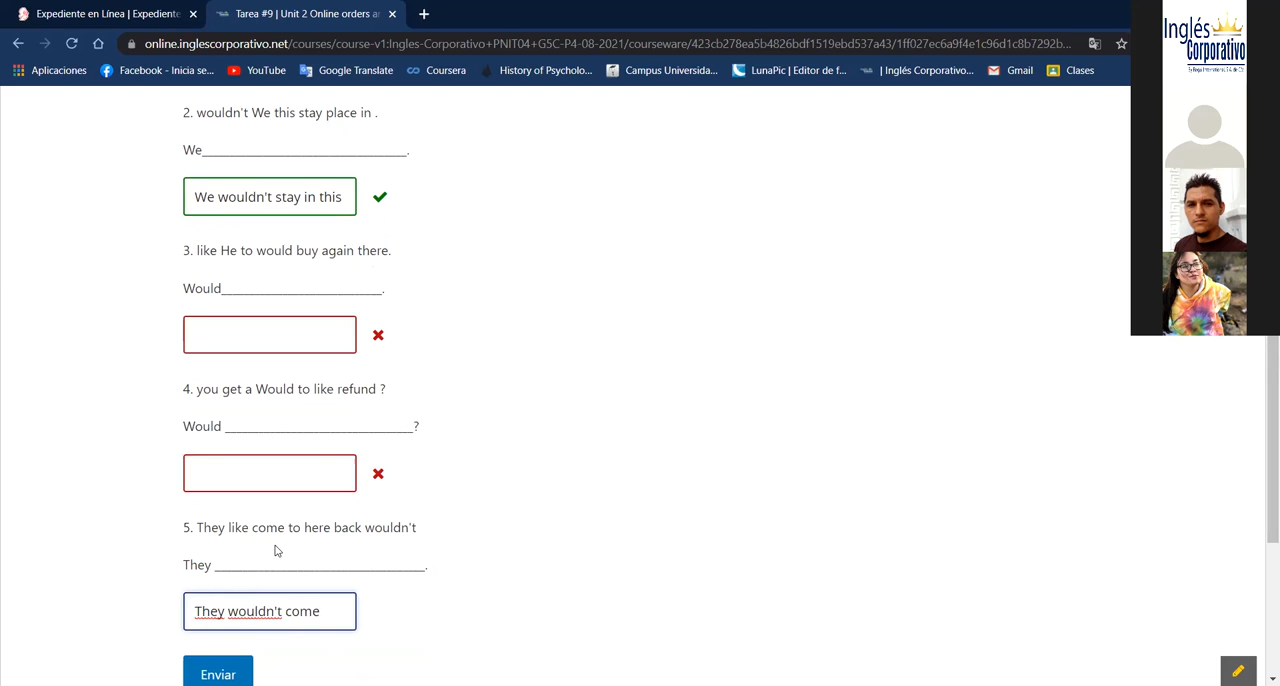 Expediente en Línea | Expediente
Tarea #9 | Unit 2 Online orders a
online.inglescorporativo.net/courses/course-v1:Ingles-Corporativo+PNIT04+G5C-P4-08-2021/courseware/423cb278ea5b4826bdf1519ebd537a43/1ff027ec6a9f4e1c96d1c8b7292b...
Aplicaciones Facebook - Inicia se... YouTube Google Translate Coursera History of Psycholo... Campus Universida... LunaPic | Editor de f... | Inglés Corporativo... Gmail Clases
Inglés
Corporativo
2. wouldn't We this stay place in .
We______________________________.
We wouldn't stay in this
3. like He to would buy again there.
Would_______________________.
4. you get a Would to like refund ?
Would ___________________________?
5. They like come to here back wouldn't
They ______________________________.
They wouldn't come
Enviar